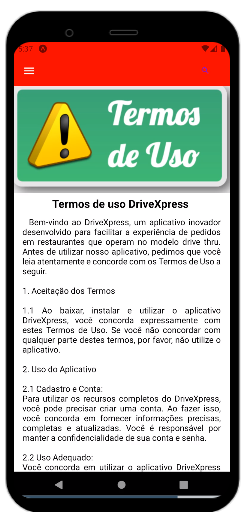 5:37
Termos
de Uso
Termos de uso DriveXpress
Bem-vindo ao DriveXpress, um aplicativo inovador
desenvolvido para facilitar a experiência de pedidos
em restaurantes que operam no modelo drive thru.
Antes de utilizar nosso aplicativo, pedimos que você
leia atentamente e concorde com os Termos de Uso a
seguir.
1. Aceitação dos Termos
1.1 Ao baixar, instalar e utilizar o aplicativo
DriveXpress, você concorda expressamente com
estes Termos de Uso. Se você não concordar com
qualquer parte destes termos, por favor, não utilize o
aplicativo.
2. Uso do Aplicativo
2.1 Cadastro e Conta:
Para utilizar os recursos completos do DriveXpress,
você pode precisar criar uma conta. Ao fazer isso,
você concorda em fornecer informações precisas,
completas e atualizadas. Você é responsável por
manter a confidencialidade de sua conta e senha.
2.2 Uso Adequado:
Você concorda em utilizar o aplicativo DriveXpress